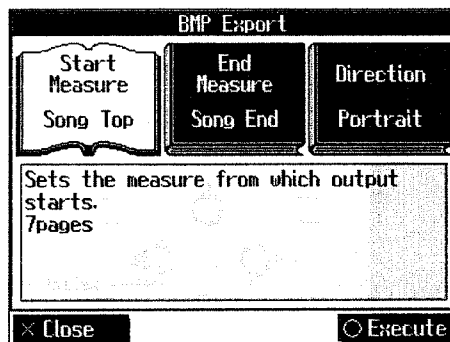 BMP Export
Start
Measure
Song Top
End
Measure
Song End
Direction
Portrait
Sets the measure from which output
starts.
7pages
× Close
○ Execute